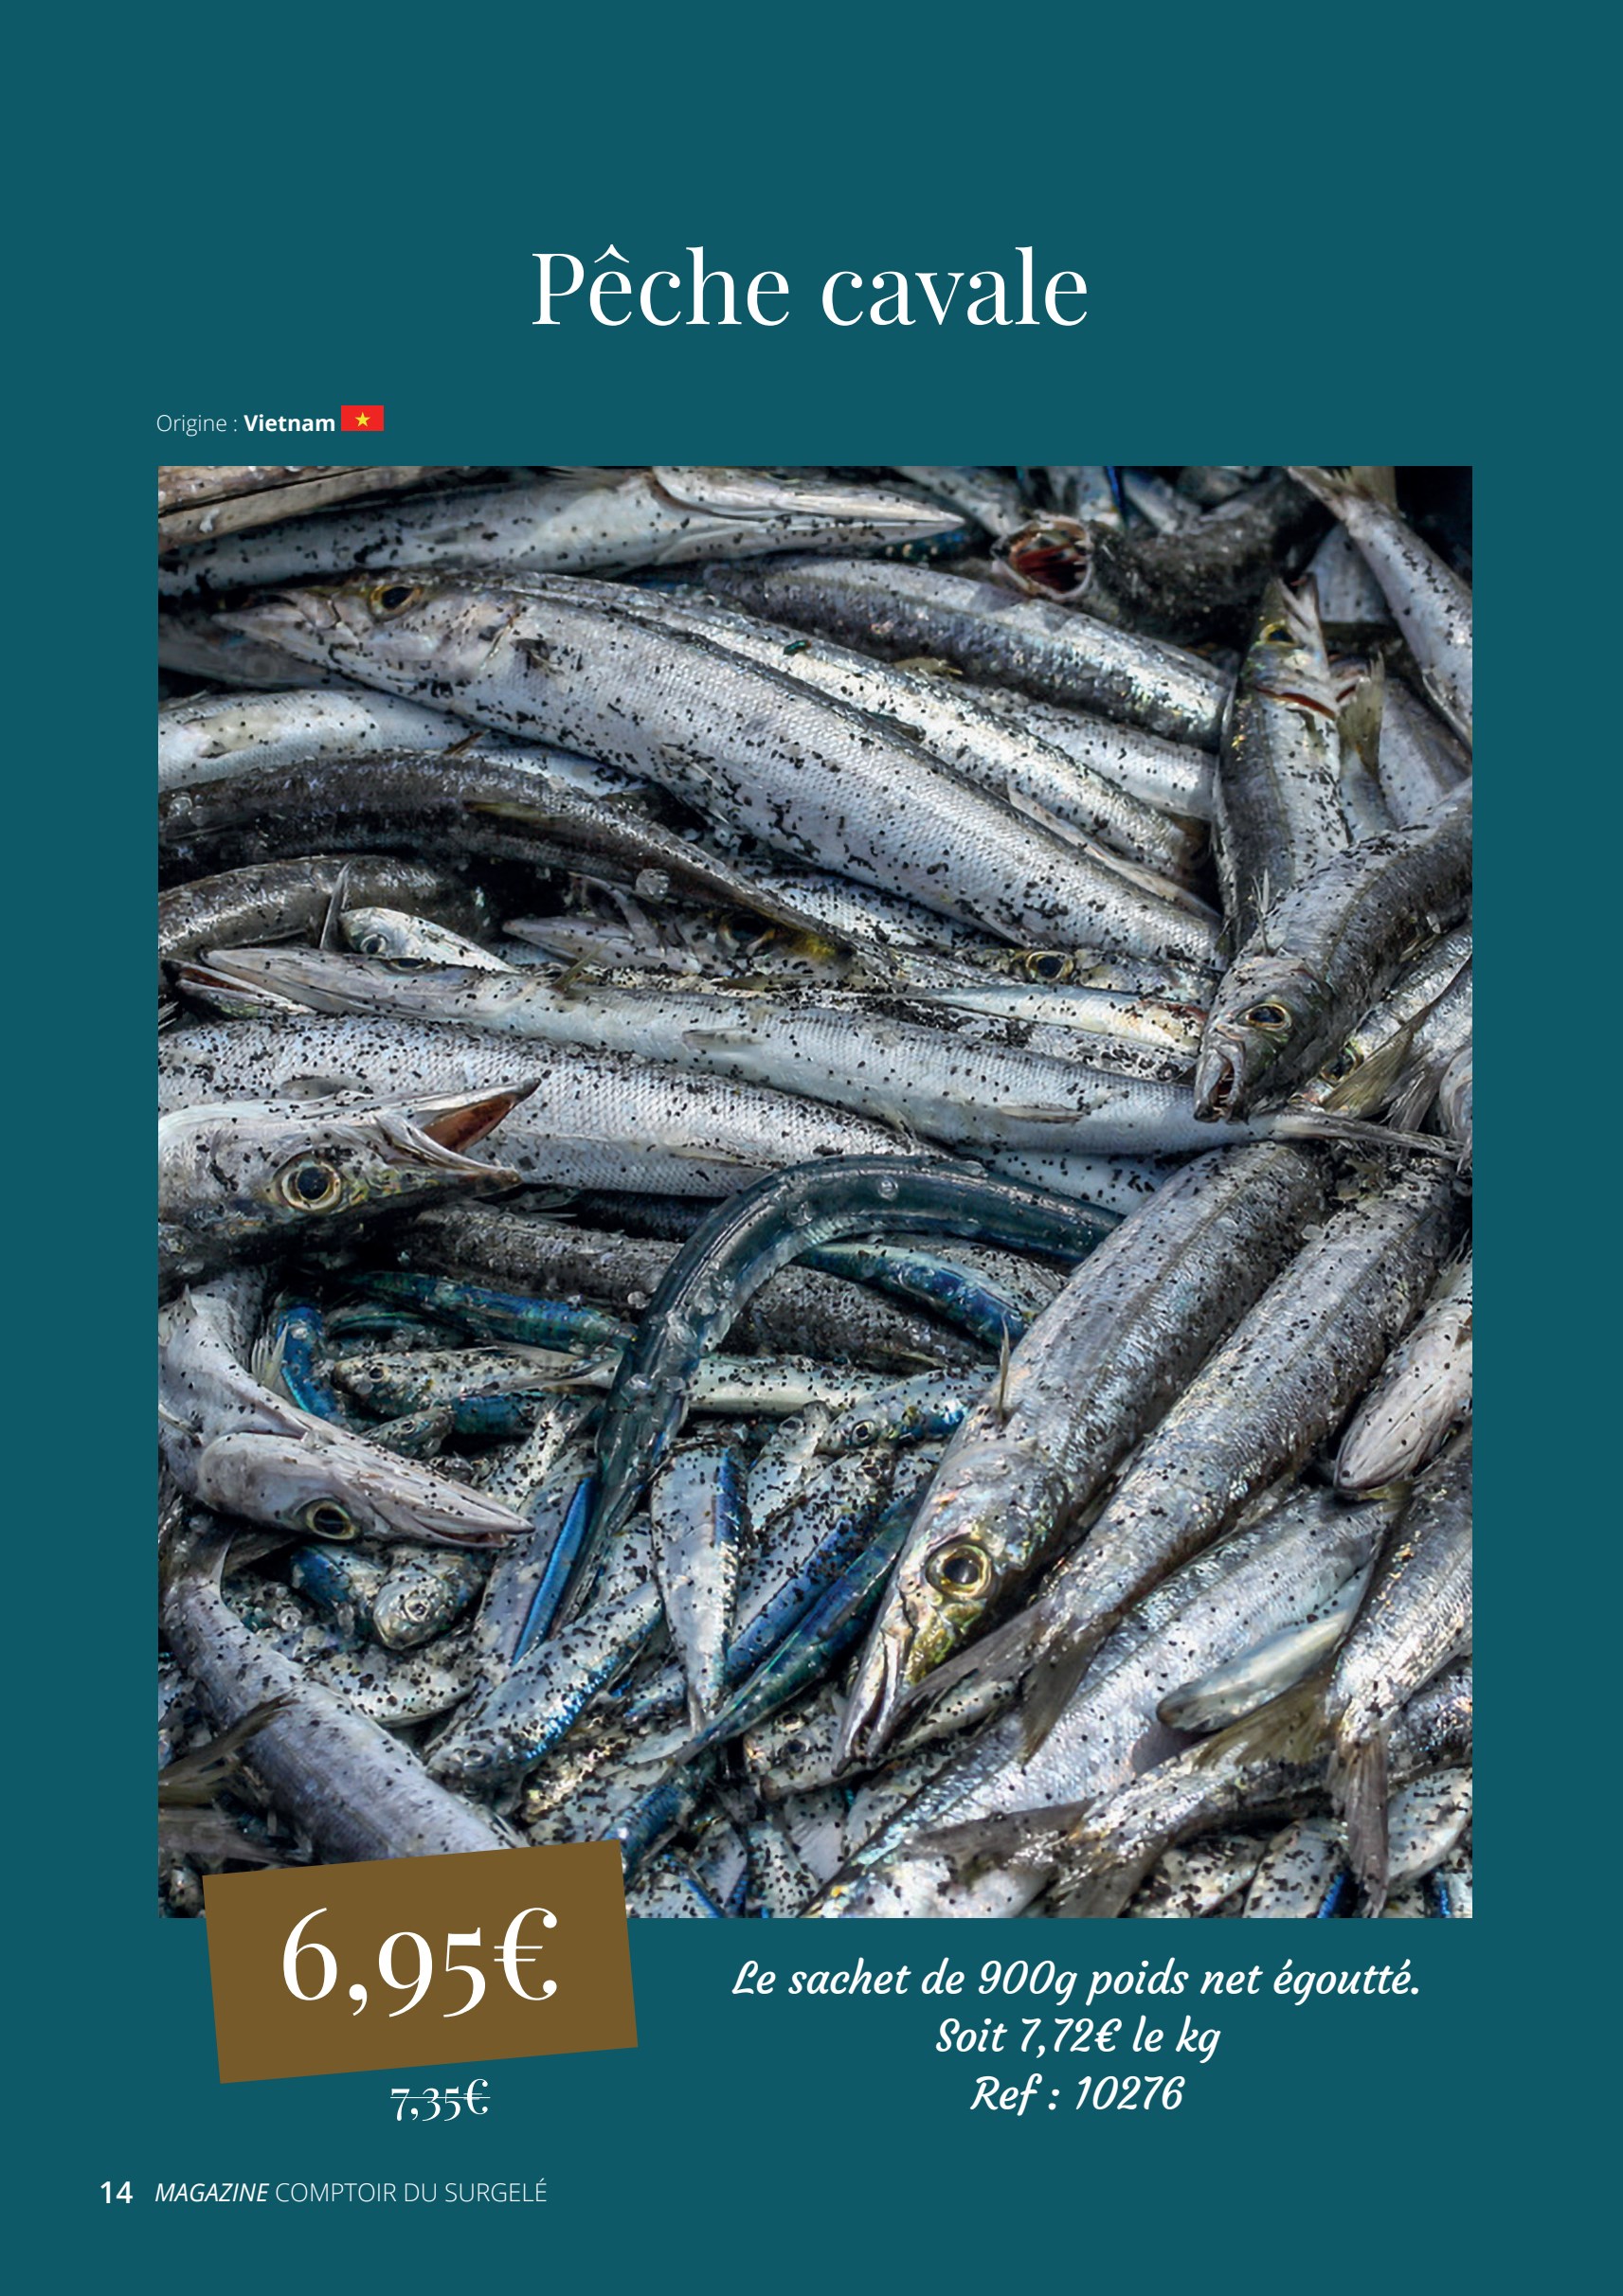 Pêche cavale
Origine : Vietnam
6,95€
7,35€
Le sachet de 900g poids net égoutté.
Soit 7,72€ le kg
Ref : 10276
14 MAGAZINE COMPTOIR DU SURGELÉ